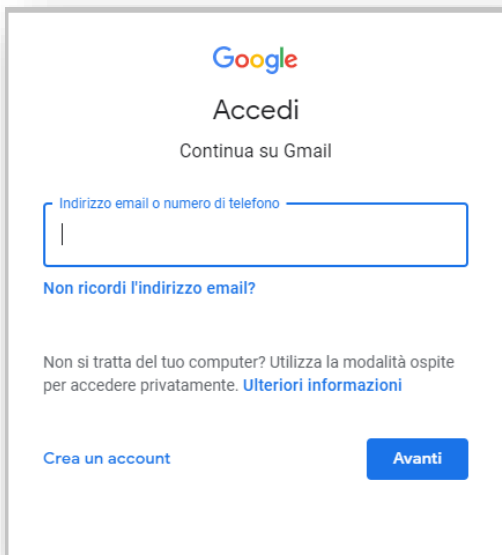 Google
Accedi
Continua su Gmail
Indirizzo email o numero di telefono
Non ricordi l'indirizzo email?
Non si tratta del tuo computer? Utilizza la modalità ospite
per accedere privatamente. Ulteriori informazioni
Crea un account
Avanti